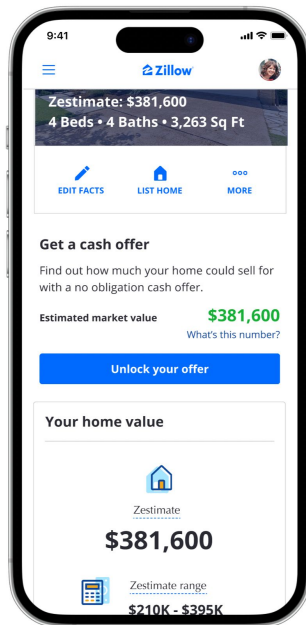 9:41
Zillow
Zestimate: $381,600
4 Beds • 4 Baths • 3,263 Sq Ft
EDIT FACTS
LIST HOME
MORE
Get a cash offer
Find out how much your home could sell for
with a no obligation cash offer.
Estimated market value $381,600
What's this number?
Unlock your offer
Your home value
Zestimate
$381,600
Zestimate range
$210K - $395K